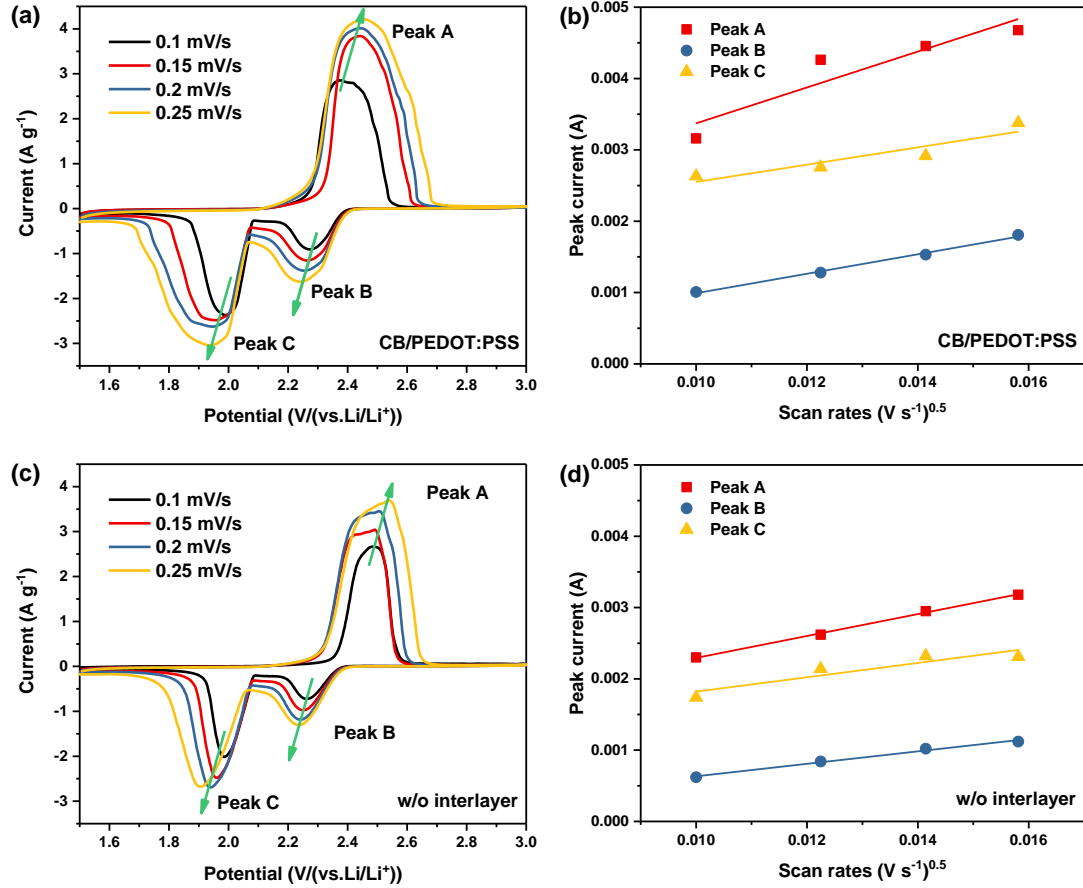 (a)
0.1 mV/s
0.15 mV/s
0.2 mV/s
0.25 mV/s
Peak A
Peak B
Peak C
CB/PEDOT:PSS
4
3
2
1
0
-1
-2
-3
Current (A g⁻¹)
1.6 1.8 2.0 2.2 2.4 2.6 2.8 3.0
Potential (V/(vs.Li/Li⁺))
(b)
Peak A
Peak B
Peak C
CB/PEDOT:PSS
0.005
0.004
0.003
0.002
0.001
0.000
Peak current (A)
0.010 0.012 0.014 0.016
Scan rates (V s⁻¹)⁰·⁵
(c)
0.1 mV/s
0.15 mV/s
0.2 mV/s
0.25 mV/s
Peak A
Peak B
Peak C
w/o interlayer
4
3
2
1
0
-1
-2
-3
Current (A g⁻¹)
1.6 1.8 2.0 2.2 2.4 2.6 2.8 3.0
Potential (V/(vs.Li/Li⁺))
(d)
Peak A
Peak B
Peak C
w/o interlayer
0.005
0.004
0.003
0.002
0.001
0.000
Peak current (A)
0.010 0.012 0.014 0.016
Scan rates (V s⁻¹)⁰·⁵